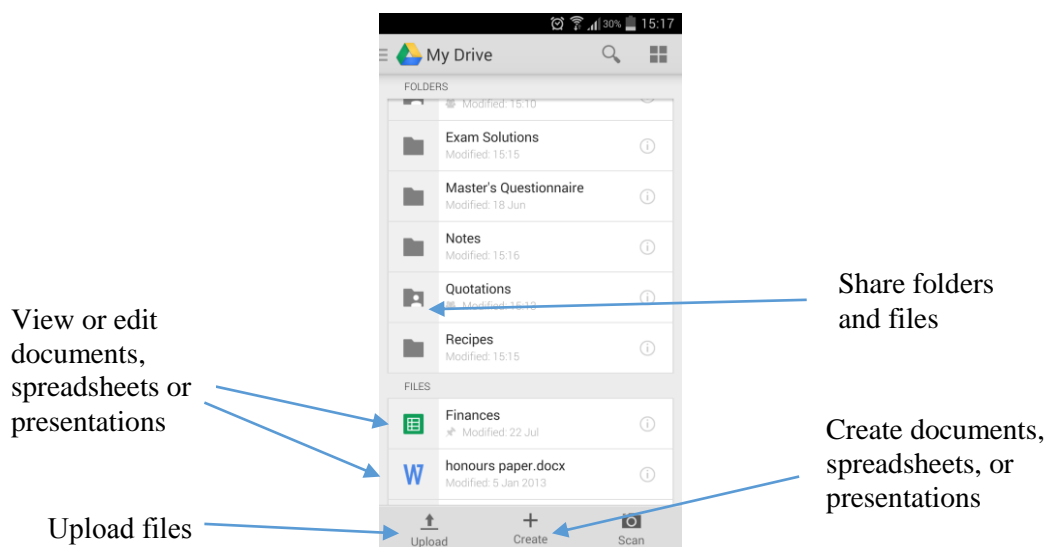 30% 15:17
My Drive
FOLDERS
Modified: 15:10
Exam Solutions
Modified: 15:15
Master's Questionnaire
Modified: 18 Jun
Notes
Modified: 15:16
Quotations
Modified: 15:13
Recipes
Modified: 15:15
FILES
Finances
Modified: 22 Jul
honours paper.docx
Modified: 5 Jan 2013
Upload
Create
Scan
View or edit
documents,
spreadsheets or
presentations
Upload files
Share folders
and files
Create documents,
spreadsheets, or
presentations